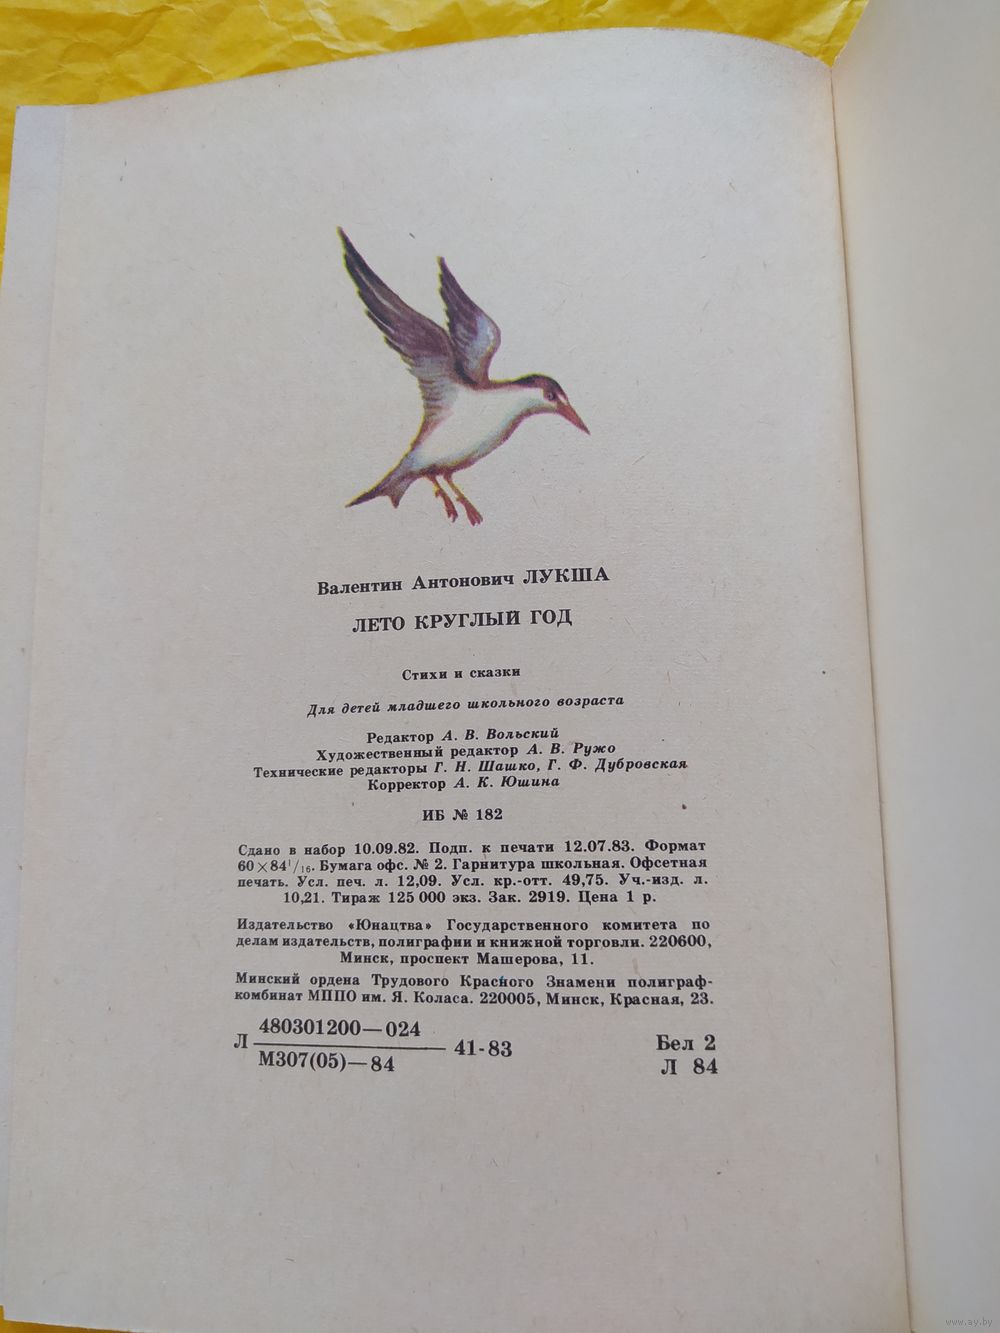 Валентин Антонович ЛУКША
ЛЕТО КРУГЛЫЙ ГОД
Стихи и сказки
Для детей младшего школьного возраста
Редактор А. В. Вольский
Художественный редактор А. В. Ружо
Технические редакторы Г. Н. Шашко, Г. Ф. Дубровская
Корректор А. К. Юшина
ИБ № 182
Сдано в набор 10.09.82. Подп. к печати 12.07.83. Формат
60×84¹/₁₆. Бумага офс. № 2. Гарнитура школьная. Офсетная
печать. Усл. печ. л. 12,09. Усл. кр.-отт. 49,75. Уч.-изд. л.
10,21. Тираж 125 000 экз. Зак. 2919. Цена 1 р.
Издательство «Юнацтва» Государственного комитета по
делам издательств, полиграфии и книжной торговли. 220600,
Минск, проспект Машерова, 11.
Минский ордена Трудового Красного Знамени полиграф-
комбинат МППО им. Я. Коласа. 220005, Минск, Красная, 23.
Л 480301200—024
М307(05)—84 41-83
Бел 2
Л 84
www.ay.by